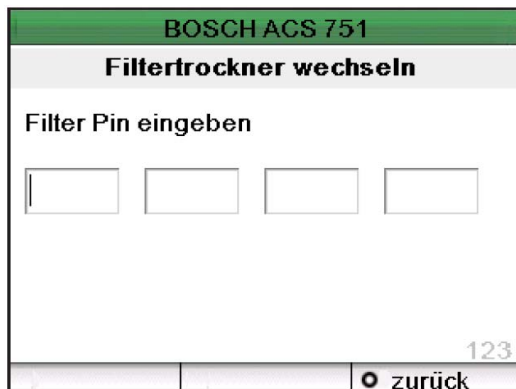 BOSCH ACS 751
Filtertrockner wechseln
Filter Pin eingeben
123
zurück